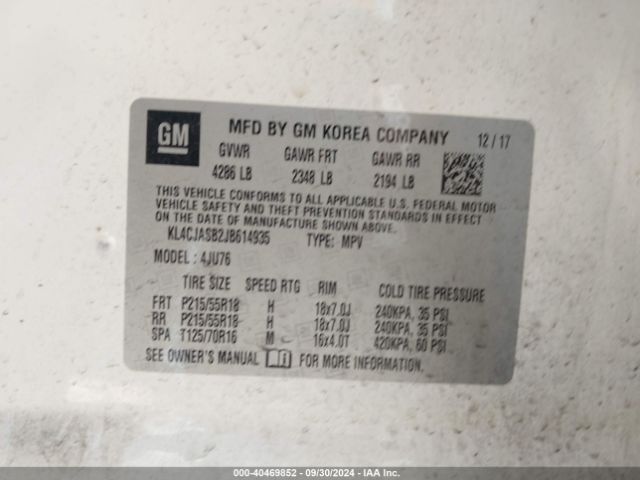 GM
MFD BY GM KOREA COMPANY 12/17
GVWR GAWR FRT GAWR RR
4286 LB 2348 LB 2194 LB
THIS VEHICLE CONFORMS TO ALL APPLICABLE U.S. FEDERAL MOTOR
VEHICLE SAFETY AND THEFT PREVENTION STANDARDS IN EFFECT
ON THE DATE OF MANUFACTURE SHOWN ABOVE.
KL4CJASB2JB614935 TYPE: MPV
MODEL: 4JU76
TIRE SIZE SPEED RTG RIM COLD TIRE PRESSURE
FRT P215/55R18 H 18x7.0J 240KPA, 35 PSI
RR P215/55R18 H 18x7.0J 240KPA, 35 PSI
SPA T125/70R16 M 16x4.0T 420KPA, 60 PSI
SEE OWNER'S MANUAL FOR MORE INFORMATION.
000-40469852 - 09/30/2024 - IAA Inc.